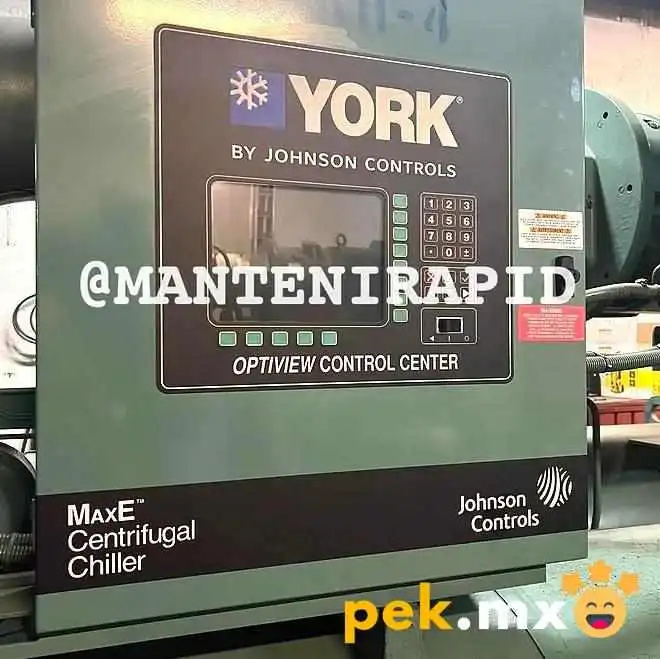 YORK®
BY JOHNSON CONTROLS
1 2 3
4 5 6
7 8 9
• 0 ±
WARNING
@MANTENIRAPID
OPTIVIEW CONTROL CENTER
MAXE™
Centrifugal
Chiller
Johnson
Controls
pek.mx